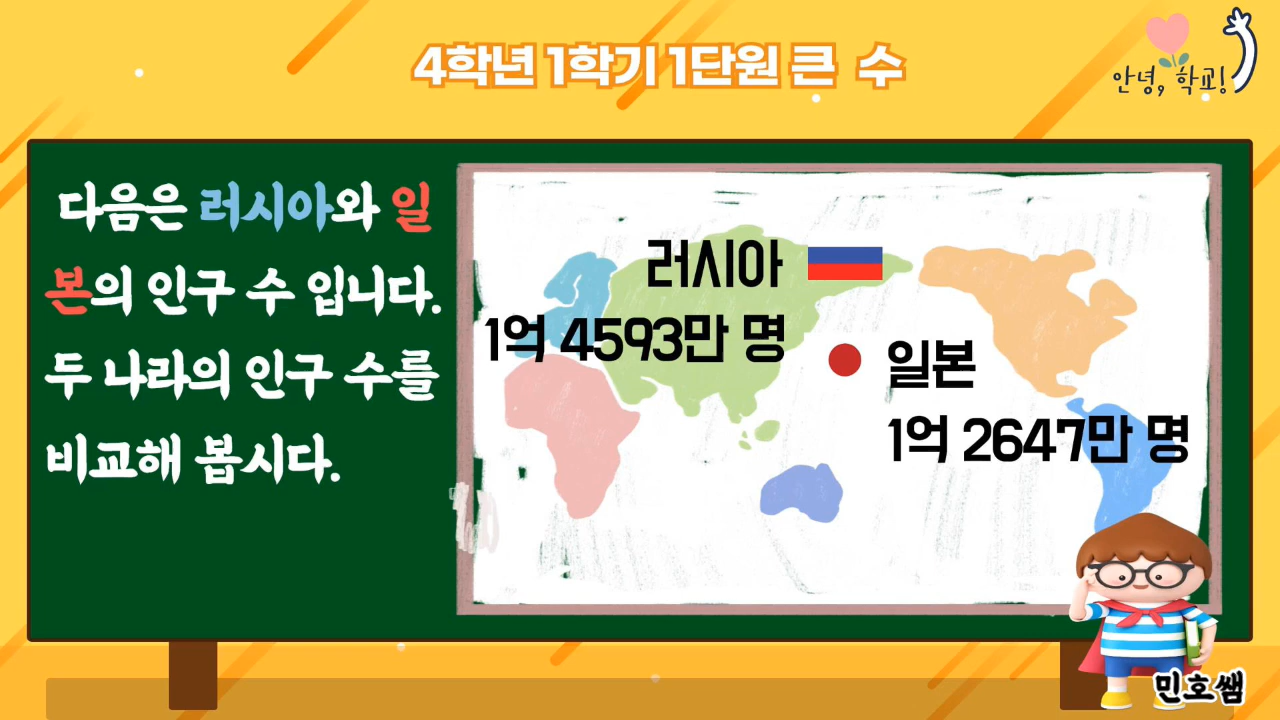 4학년 1학기 1단원 큰 수
안녕, 학교!
다음은 러시아와 일
본의 인구 수 입니다.
두 나라의 인구 수를
비교해 봅시다.
러시아
1억 4593만 명
일본
1억 2647만 명
민호쌤